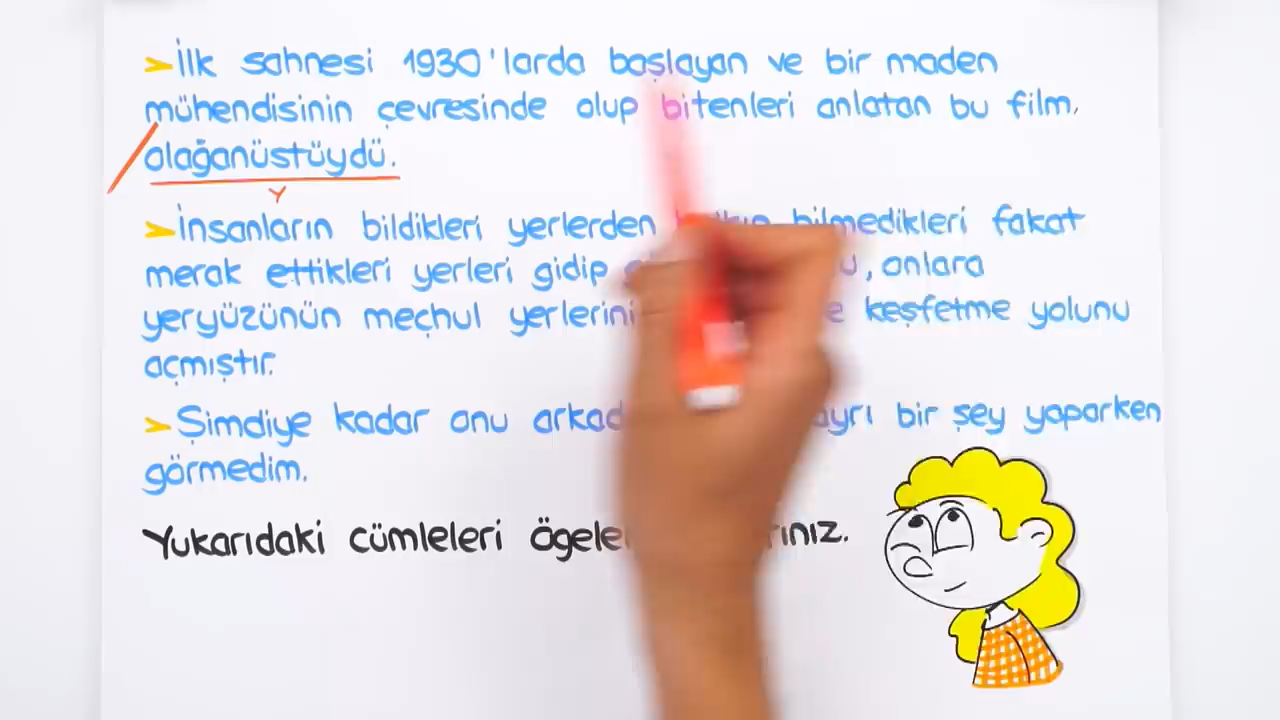 ➢İlk sahnesi 1930'larda başlayan ve bir maden
mühendisinin çevresinde olup bitenleri anlatan bu film,
olağanüstüydü.
Y
➢İnsanların bildikleri yerlerden bilmedikleri fakat
merak ettikleri yerleri gidip onlara
yeryüzünün meçhul yerlerini keşfetme yolunu
açmıştır.
➢Şimdiye kadar onu bir şey yaparken
görmedim.
Yukarıdaki cümleleri